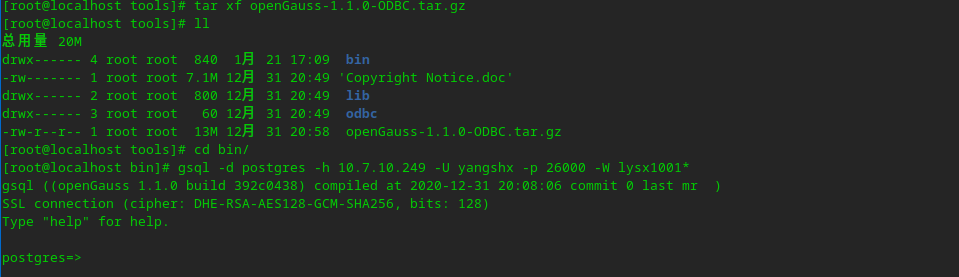 [root@localhost tools]# tar xf openGauss-1.1.0-ODBC.tar.gz
[root@localhost tools]# ll
总用量 20M
drwx------ 4 root root  840  1月 21 17:09  bin
-rw------- 1 root root 7.1M 12月 31 20:49 'Copyright Notice.doc'
drwx------ 2 root root  800 12月 31 20:49  lib
drwx------ 3 root root   60 12月 31 20:49  odbc
-rw-r--r-- 1 root root  13M 12月 31 20:58  openGauss-1.1.0-ODBC.tar.gz
[root@localhost tools]# cd bin/
[root@localhost bin]# gsql -d postgres -h 10.7.10.249 -U yangshx -p 26000 -W lysx1001*
gsql ((openGauss 1.1.0 build 392c0438) compiled at 2020-12-31 20:08:06 commit 0 last mr  )
SSL connection (cipher: DHE-RSA-AES128-GCM-SHA256, bits: 128)
Type "help" for help.
postgres=>